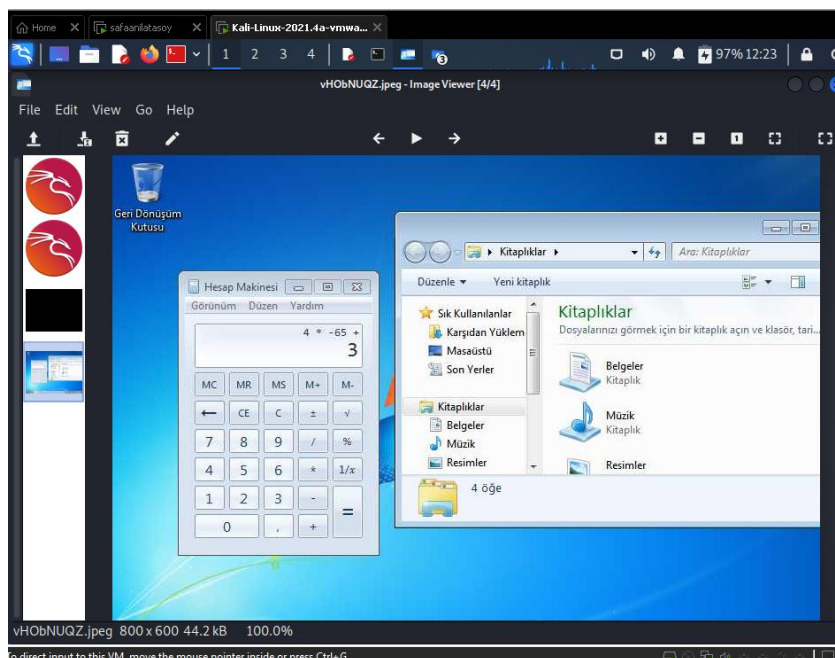 Home
safaanilatasoy
Kali-Linux-2021.4a-vmwa...
1 2 3 4
97% 12:23
vHObNUQZ.jpeg - Image Viewer [4/4]
File Edit View Go Help
Geri Dönüşüm
Kutusu
Hesap Makinesi
Görünüm Düzen Yardım
4 * -65 +
3
MC MR MS M+ M-
← CE C ± √
7 8 9 / %
4 5 6 * 1/x
1 2 3 - =
0 , +
Kitaplıklar
Ara: Kitaplıklar
Düzenle Yeni kitaplık
Sık Kullanılanlar
Karşıdan Yüklem
Masaüstü
Son Yerler
Kitaplıklar
Belgeler
Müzik
Resimler
Kitaplıklar
Dosyalarınızı görmek için bir kitaplık açın ve klasör, tari...
Belgeler
Kitaplık
Müzik
Kitaplık
Resimler
4 öğe
vHObNUQZ.jpeg 800 x 600 44.2 kB 100.0%
To direct input to this VM, move the mouse pointer inside or press Ctrl+G.